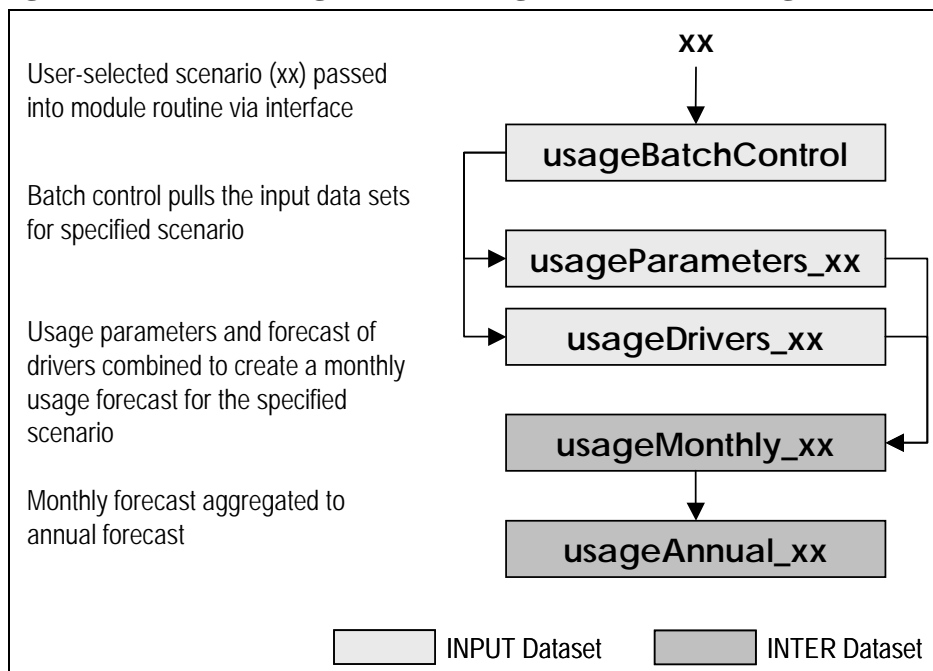 xx
User-selected scenario (xx) passed
into module routine via interface
usageBatchControl
Batch control pulls the input data sets
for specified scenario
usageParameters_xx
usageDrivers_xx
Usage parameters and forecast of
drivers combined to create a monthly
usage forecast for the specified
scenario
usageMonthly_xx
Monthly forecast aggregated to
annual forecast
usageAnnual_xx
INPUT Dataset
INTER Dataset